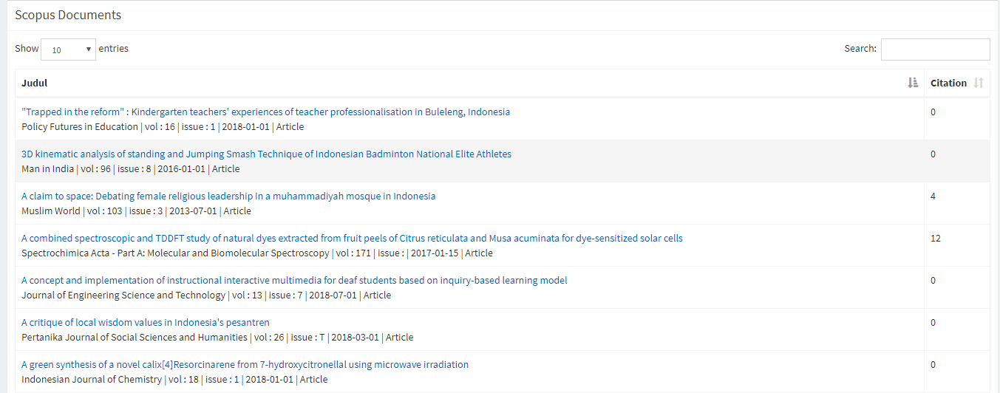 Scopus Documents
Show 10 entries Search:
Judul Citation
"Trapped in the reform" : Kindergarten teachers' experiences of teacher professionalisation in Buleleng, Indonesia 0
Policy Futures in Education | vol : 16 | issue : 1 | 2018-01-01 | Article
3D kinematic analysis of standing and Jumping Smash Technique of Indonesian Badminton National Elite Athletes 0
Man in India | vol : 96 | issue : 8 | 2016-01-01 | Article
A claim to space: Debating female religious leadership in a muhammadiyah mosque in Indonesia 4
Muslim World | vol : 103 | issue : 3 | 2013-07-01 | Article
A combined spectroscopic and TDDFT study of natural dyes extracted from fruit peels of Citrus reticulata and Musa acuminata for dye-sensitized solar cells 12
Spectrochimica Acta - Part A: Molecular and Biomolecular Spectroscopy | vol : 171 | issue : | 2017-01-15 | Article
A concept and implementation of instructional interactive multimedia for deaf students based on inquiry-based learning model 0
Journal of Engineering Science and Technology | vol : 13 | issue : 7 | 2018-07-01 | Article
A critique of local wisdom values in Indonesia's pesantren 0
Pertanika Journal of Social Sciences and Humanities | vol : 26 | issue : T | 2018-03-01 | Article
A green synthesis of a novel calix[4]Resorcinarene from 7-hydroxycitronellal using microwave irradiation 0
Indonesian Journal of Chemistry | vol : 18 | issue : 1 | 2018-01-01 | Article